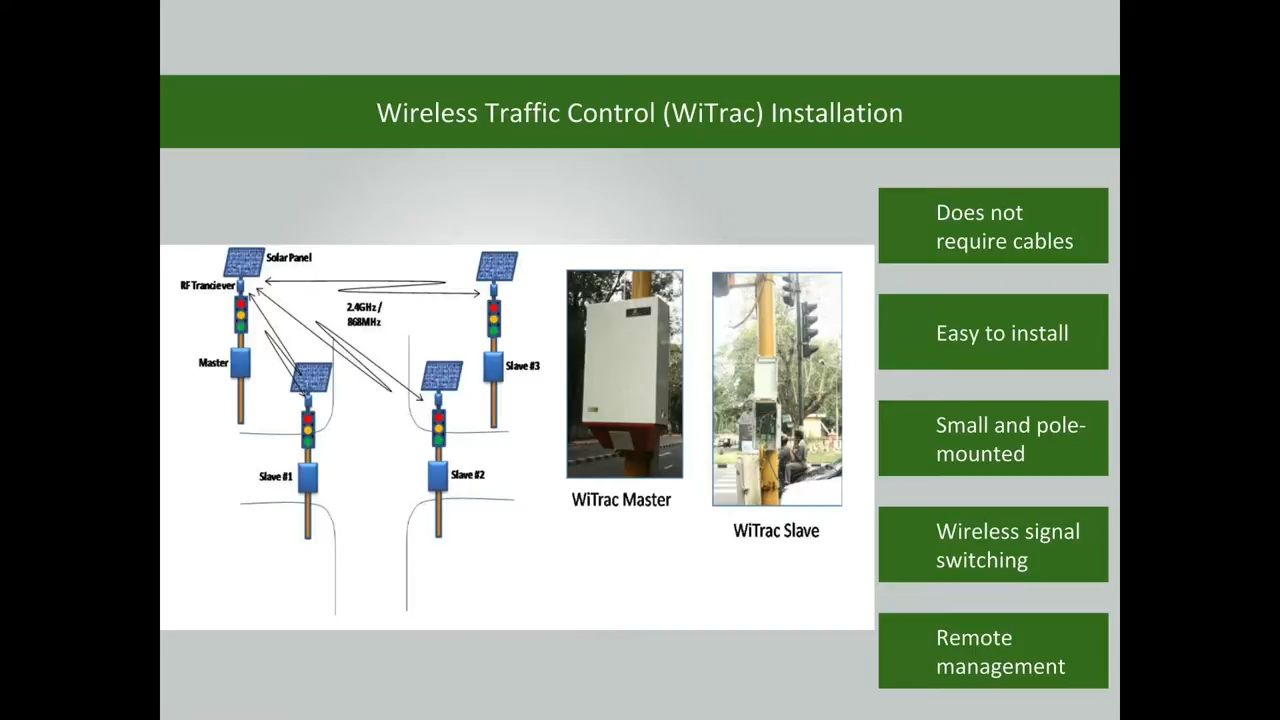 Wireless Traffic Control (WiTrac) Installation
Solar Panel
RF Tranciever
2.4GHz /
868MHz
Master
Slave #3
Slave #1
Slave #2
WiTrac Master
WiTrac Slave
Does not
require cables
Easy to install
Small and pole-
mounted
Wireless signal
switching
Remote
management